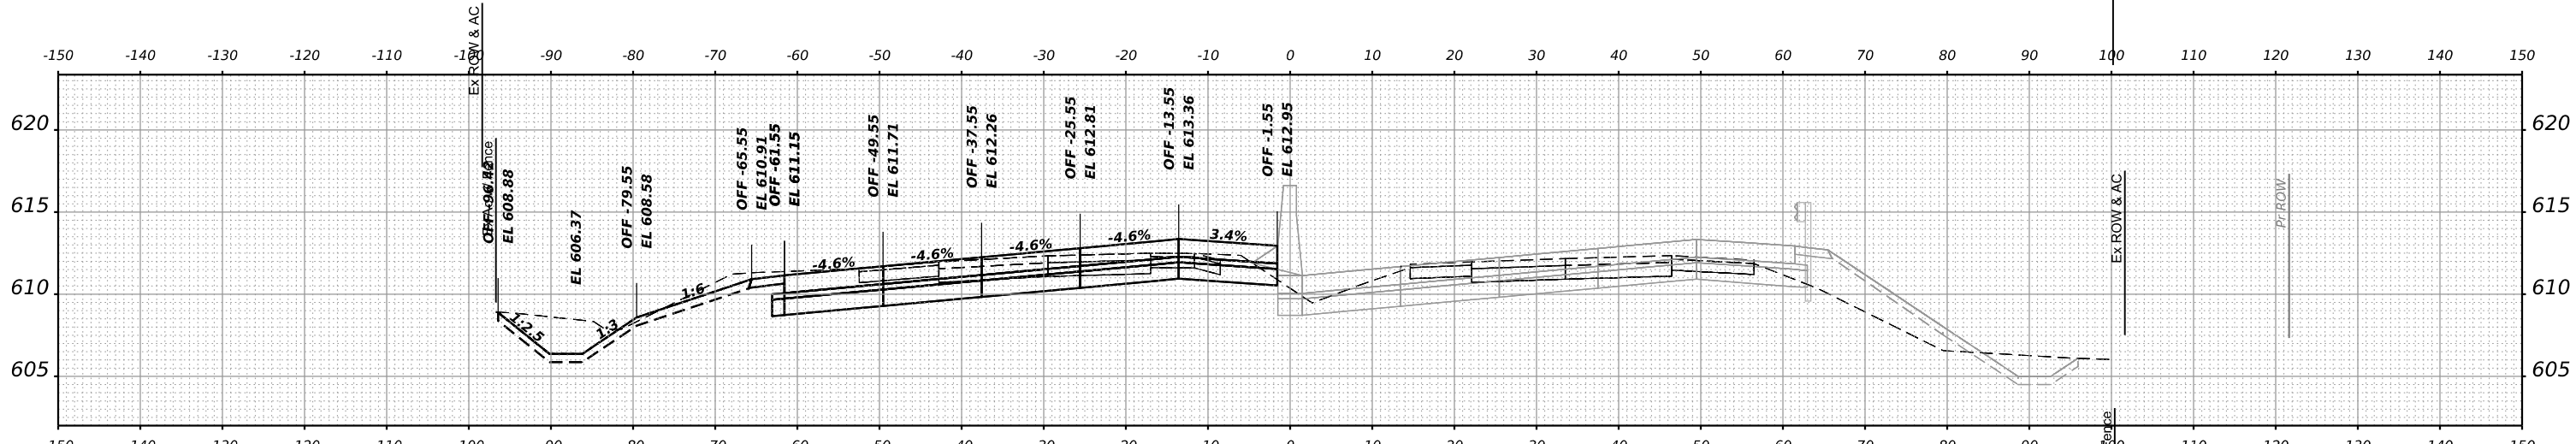 Ex ROW & AC
-150 -140 -130 -120 -110 -100 -90 -80 -70 -60 -50 -40 -30 -20 -10 0 10 20 30 40 50 60 70 80 90 100 110 120 130 140 150
620 620
615 615
610 610
605 605
OFF -96.42
EL 608.88
EL 606.37
OFF -79.55
EL 608.58
OFF -65.55
EL 610.91
OFF -61.55
EL 611.15
OFF -49.55
EL 611.71
OFF -37.55
EL 612.26
OFF -25.55
EL 612.81
OFF -13.55
EL 613.36
OFF -1.55
EL 612.95
1:2.5
1:3
1:6
-4.6%
-4.6%
-4.6%
-4.6%
3.4%
Ex ROW & AC
Pr ROW